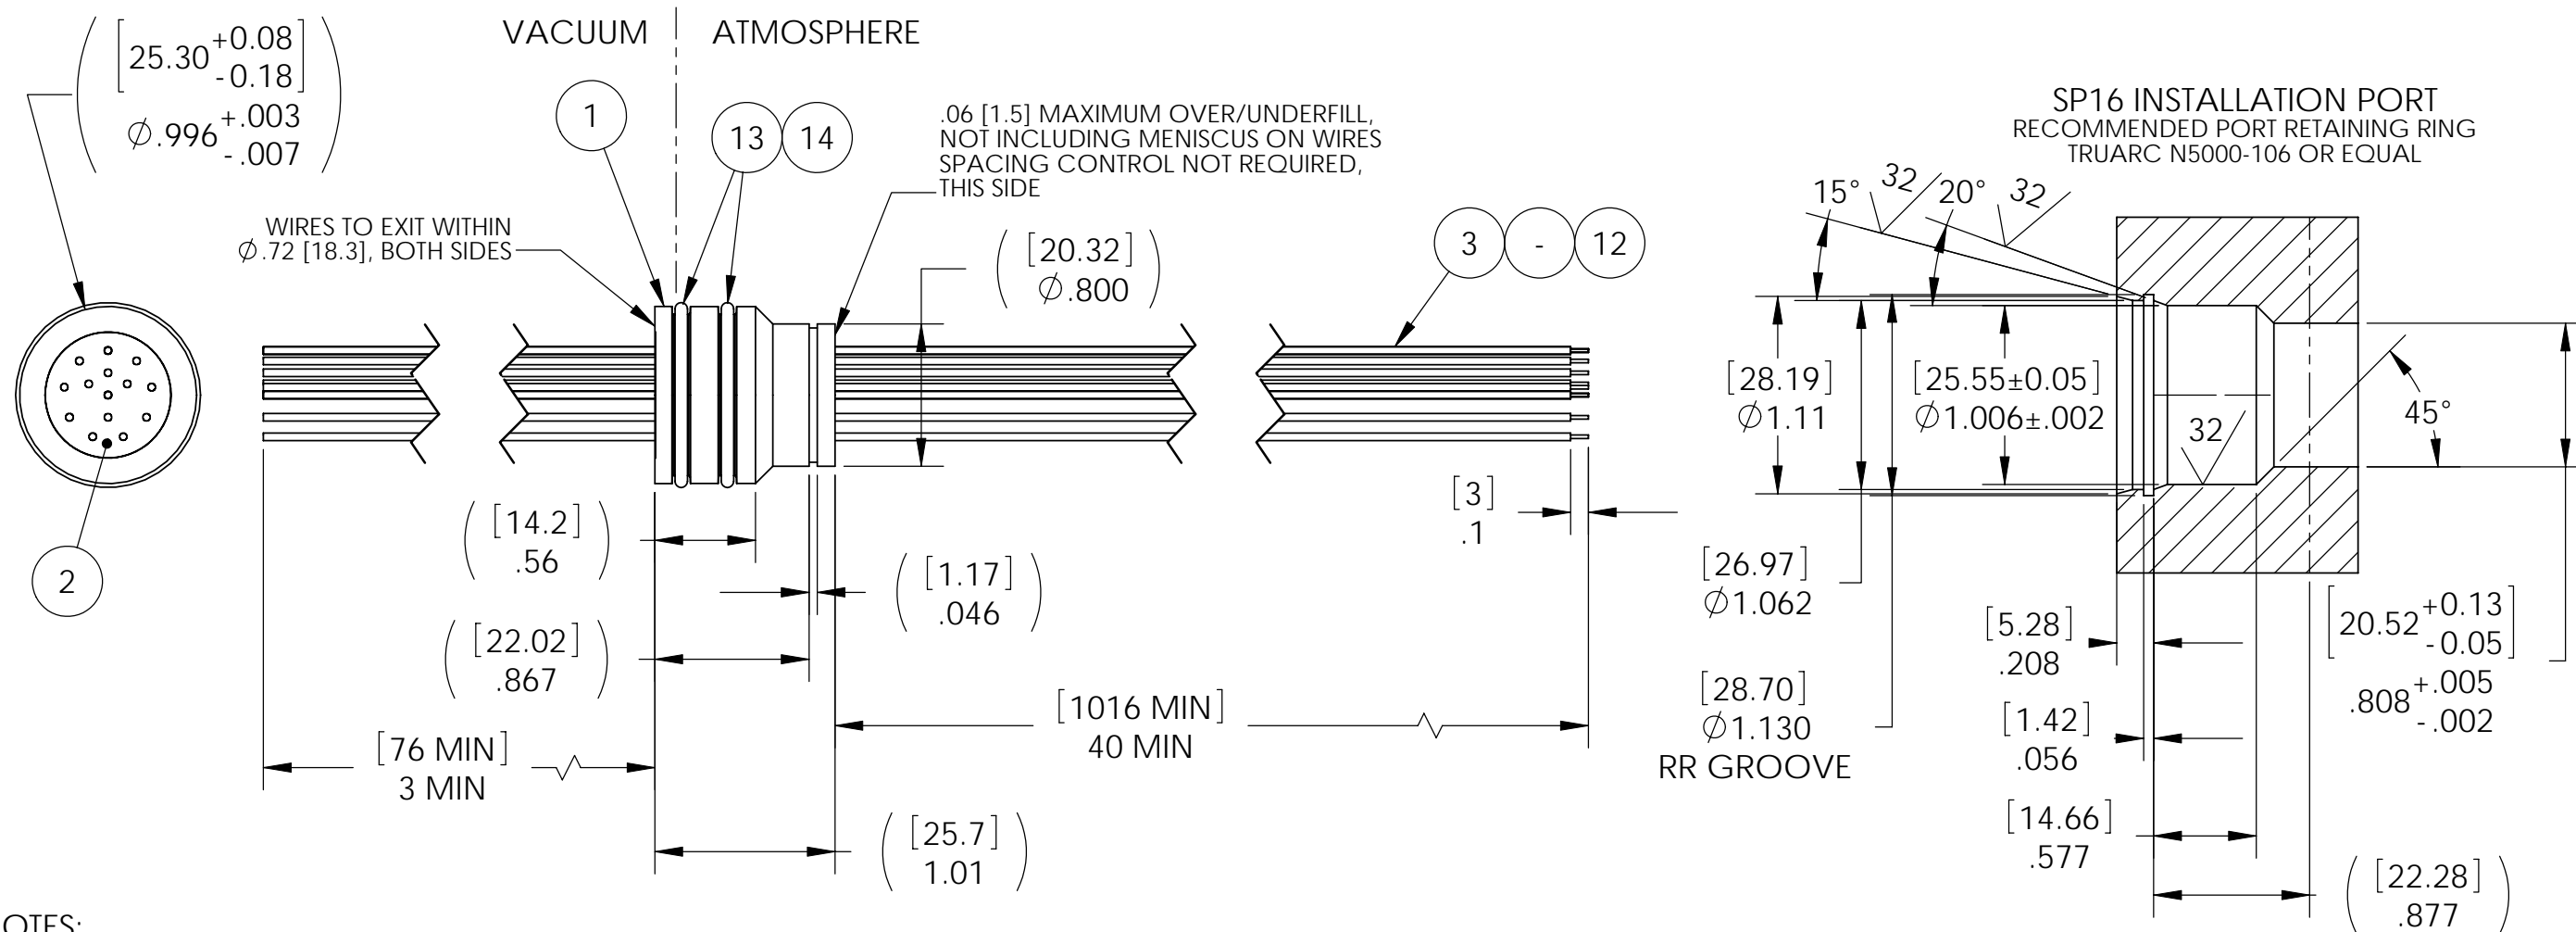 [25.30 +0.08 -0.18]
∅.996 +.003 -.007
VACUUM
ATMOSPHERE
1
13
14
.06 [1.5] MAXIMUM OVER/UNDERFILL,
NOT INCLUDING MENISCUS ON WIRES
SPACING CONTROL NOT REQUIRED,
THIS SIDE
WIRES TO EXIT WITHIN
∅.72 [18.3], BOTH SIDES
([20.32]
∅.800)
3
-
12
2
([14.2]
.56)
([1.17]
.046)
([22.02]
.867)
[3]
.1
[76 MIN]
3 MIN
[1016 MIN]
40 MIN
([25.7]
1.01)
SP16 INSTALLATION PORT
RECOMMENDED PORT RETAINING RING
TRUARC N5000-106 OR EQUAL
15°
32
20°
32
[28.19]
∅1.11
[25.55±0.05]
∅1.006±.002
32
45°
[26.97]
∅1.062
[28.70]
∅1.130
RR GROOVE
[5.28]
.208
[1.42]
.056
[14.66]
.577
[20.52 +0.13 -0.05]
.808 +.005 -.002
([22.28]
.877)
OTES: